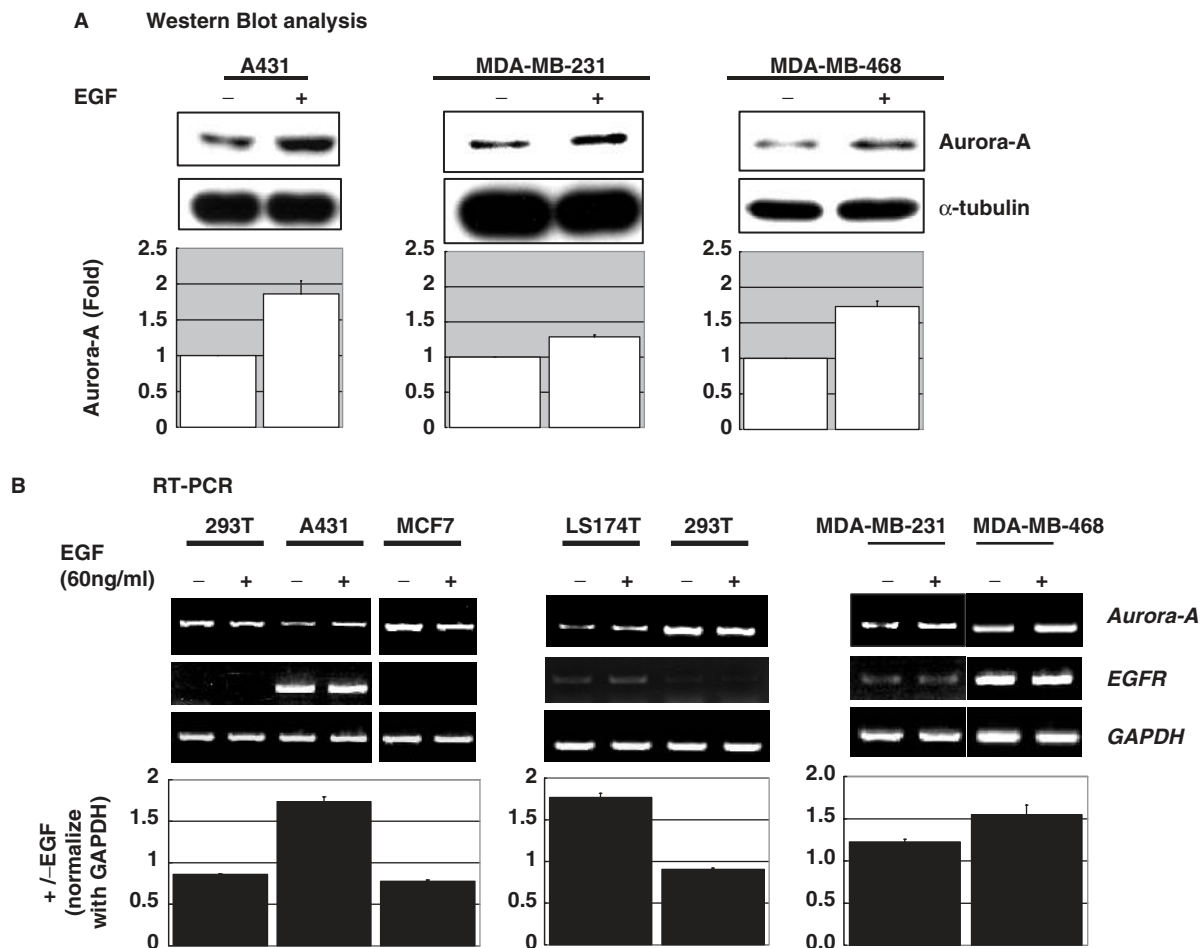 A Western Blot analysis
A431 MDA-MB-231 MDA-MB-468
EGF − + − + − +
Aurora-A
α-tubulin
Aurora-A (Fold)
2.5 2.5 2.5
2 2 2
1.5 1.5 1.5
1 1 1
0.5 0.5 0.5
0 0 0
B RT-PCR
293T A431 MCF7 LS174T 293T MDA-MB-231 MDA-MB-468
EGF
(60ng/ml) − + − + − + − + − + − + − +
Aurora-A
EGFR
GAPDH
+ /−EGF
(normalize
with GAPDH)
2 2 2.0
1.5 1.5 1.5
1 1 1.0
0.5 0.5 0.5
0 0 0.0